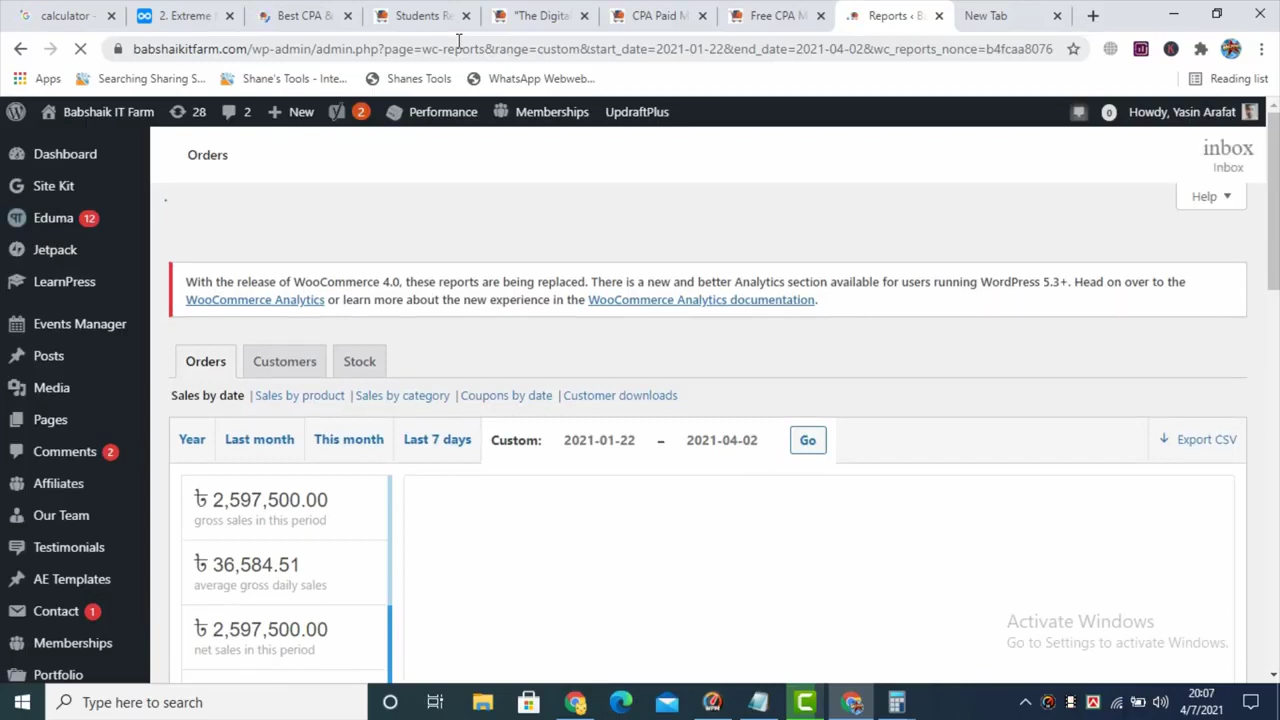 calculator - 2. Extreme Best CPA & Students Re "The Digital CPA Paid M Free CPA M Reports ‹ B New Tab
babshaikitfarm.com/wp-admin/admin.php?page=wc-reports&range=custom&start_date=2021-01-22&end_date=2021-04-02&wc_reports_nonce=b4fcaa8076
Apps Searching Sharing S... Shane's Tools - Inte... Shanes Tools WhatsApp Webweb... Reading list
Babshaik IT Farm 28 2 New 2 Performance Memberships UpdraftPlus 0 Howdy, Yasin Arafat
Dashboard
Site Kit
Eduma 12
Jetpack
LearnPress
Events Manager
Posts
Media
Pages
Comments 2
Affiliates
Our Team
Testimonials
AE Templates
Contact 1
Memberships
Portfolio
Orders
inbox
Inbox
Help
With the release of WooCommerce 4.0, these reports are being replaced. There is a new and better Analytics section available for users running WordPress 5.3+. Head on over to the
WooCommerce Analytics or learn more about the new experience in the WooCommerce Analytics documentation.
Orders Customers Stock
Sales by date | Sales by product | Sales by category | Coupons by date | Customer downloads
Year Last month This month Last 7 days Custom: 2021-01-22 – 2021-04-02 Go Export CSV
৳ 2,597,500.00
gross sales in this period
৳ 36,584.51
average gross daily sales
৳ 2,597,500.00
net sales in this period
Activate Windows
Go to Settings to activate Windows.
Type here to search
20:07
4/7/2021